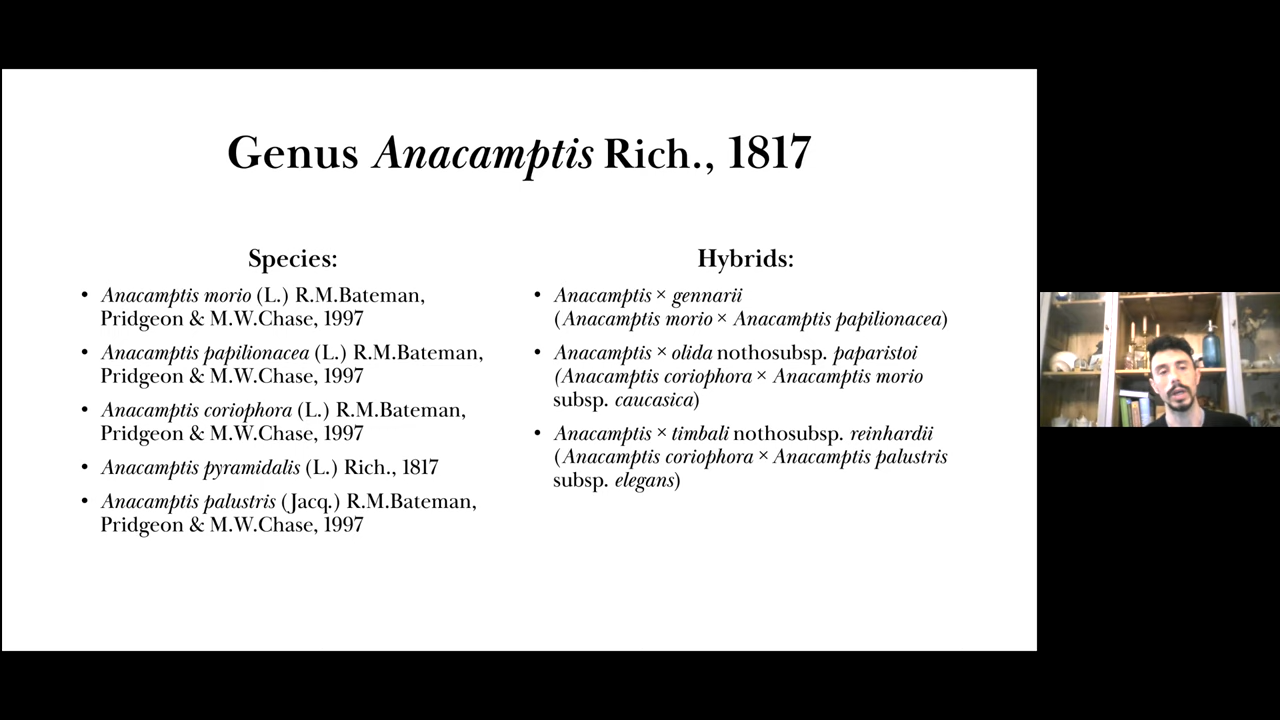 Genus Anacamptis Rich., 1817
Species:
• Anacamptis morio (L.) R.M.Bateman,
Pridgeon & M.W.Chase, 1997
• Anacamptis papilionacea (L.) R.M.Bateman,
Pridgeon & M.W.Chase, 1997
• Anacamptis coriophora (L.) R.M.Bateman,
Pridgeon & M.W.Chase, 1997
• Anacamptis pyramidalis (L.) Rich., 1817
• Anacamptis palustris (Jacq.) R.M.Bateman,
Pridgeon & M.W.Chase, 1997
Hybrids:
• Anacamptis × gennarii
(Anacamptis morio × Anacamptis papilionacea)
• Anacamptis × olida nothosubsp. paparistoi
(Anacamptis coriophora × Anacamptis morio
subsp. caucasica)
• Anacamptis × timbali nothosubsp. reinhardii
(Anacamptis coriophora × Anacamptis palustris
subsp. elegans)